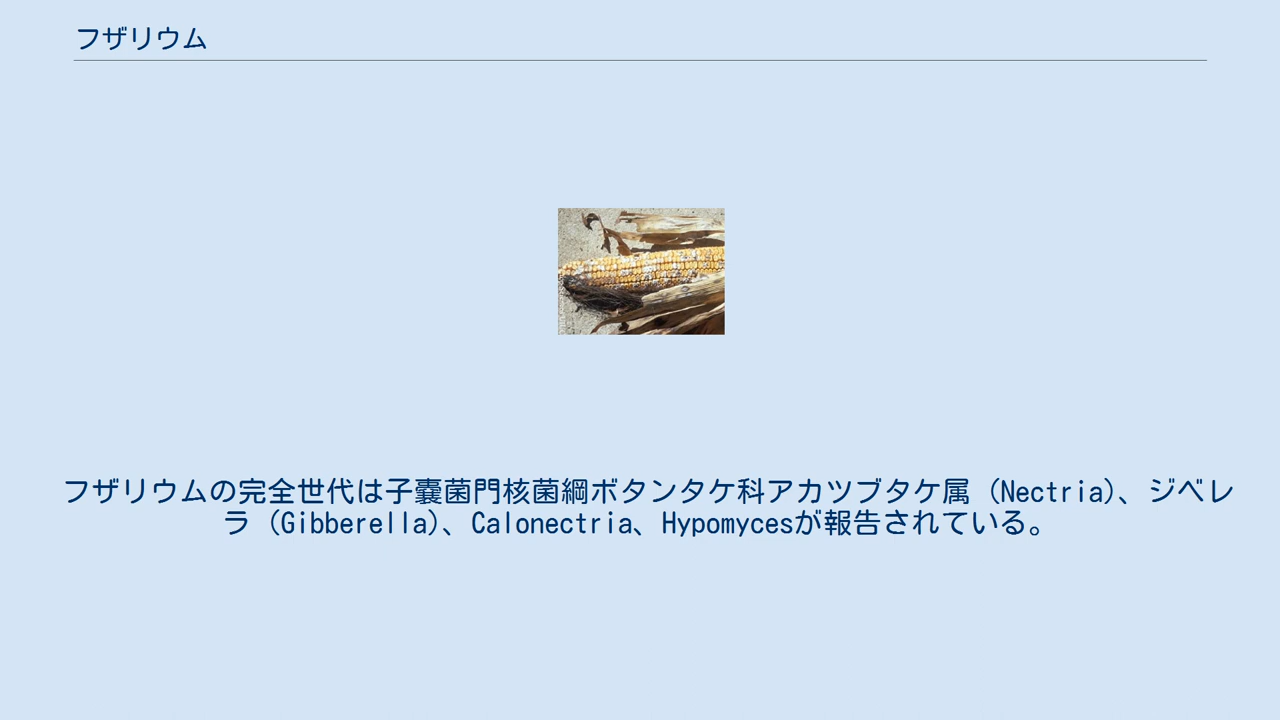 フザリウム
フザリウムの完全世代は子嚢菌門核菌綱ボタンタケ科アカツブタケ属 (Nectria)、ジベレ
ラ (Gibberella)、Calonectria、Hypomycesが報告されている。